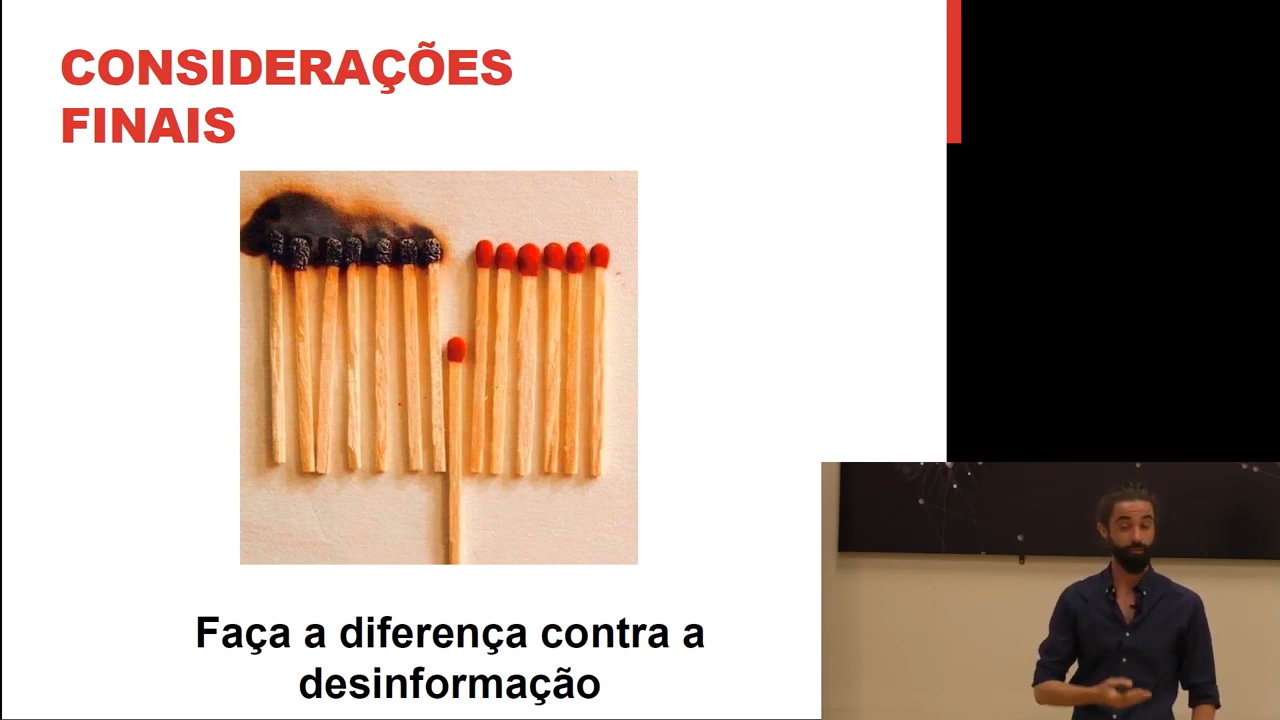 CONSIDERAÇÕES
FINAIS
Faça a diferença contra a
desinformação